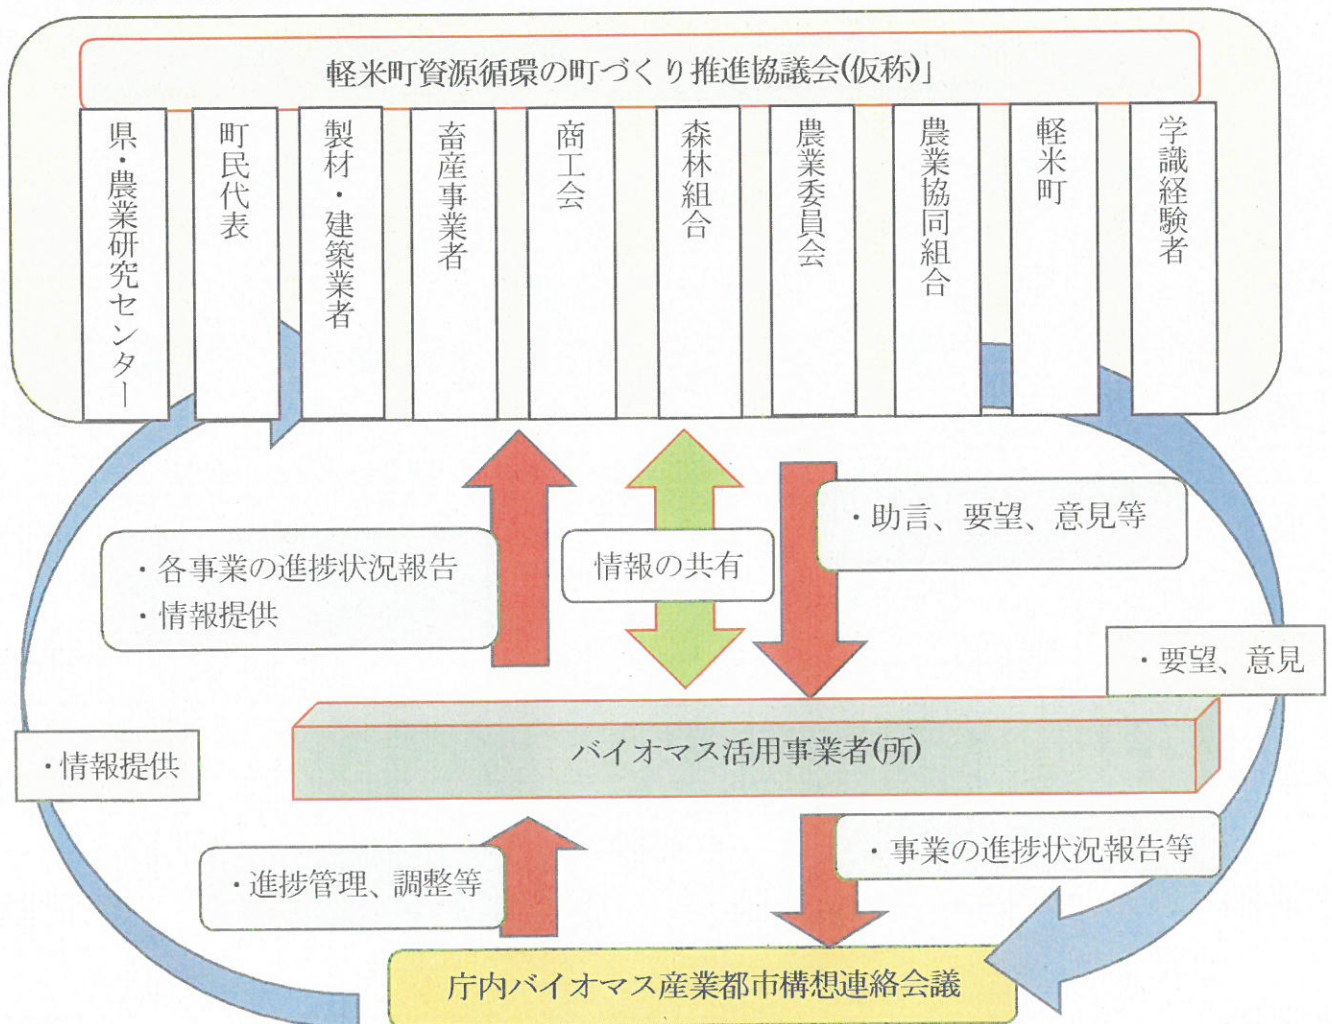 軽米町資源循環の町づくり推進協議会(仮称)」
県・農業研究センター
町民代表
製材・建築業者
畜産事業者
商工会
森林組合
農業委員会
農業協同組合
軽米町
学識経験者
・各事業の進捗状況報告
・情報提供
情報の共有
・助言、要望、意見等
・要望、意見
・情報提供
バイオマス活用事業者(所)
・進捗管理、調整等
・事業の進捗状況報告等
庁内バイオマス産業都市構想連絡会議